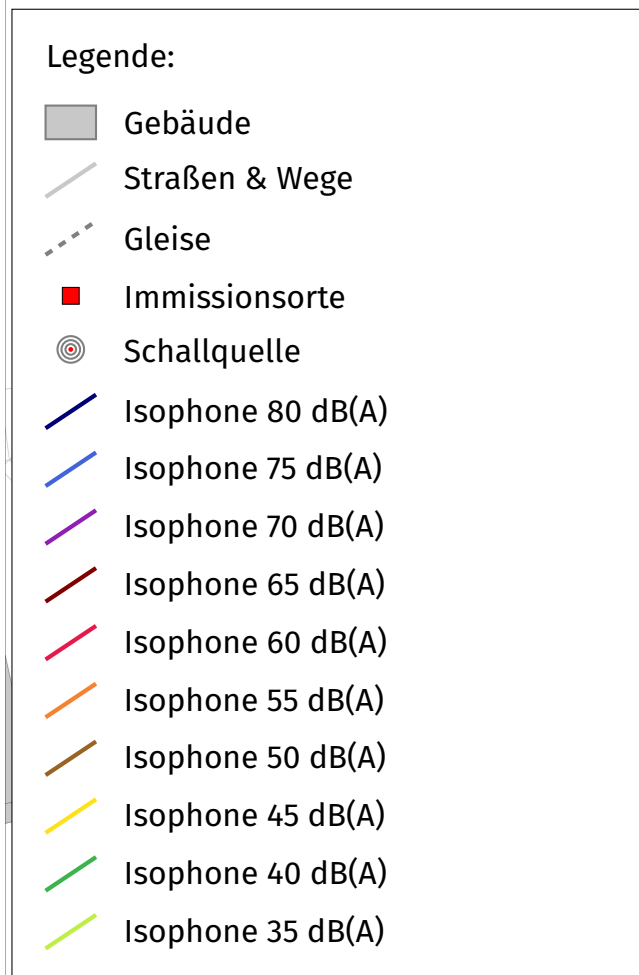 Legende:
Gebäude
Straßen & Wege
Gleise
Immissionsorte
Schallquelle
Isophone 80 dB(A)
Isophone 75 dB(A)
Isophone 70 dB(A)
Isophone 65 dB(A)
Isophone 60 dB(A)
Isophone 55 dB(A)
Isophone 50 dB(A)
Isophone 45 dB(A)
Isophone 40 dB(A)
Isophone 35 dB(A)